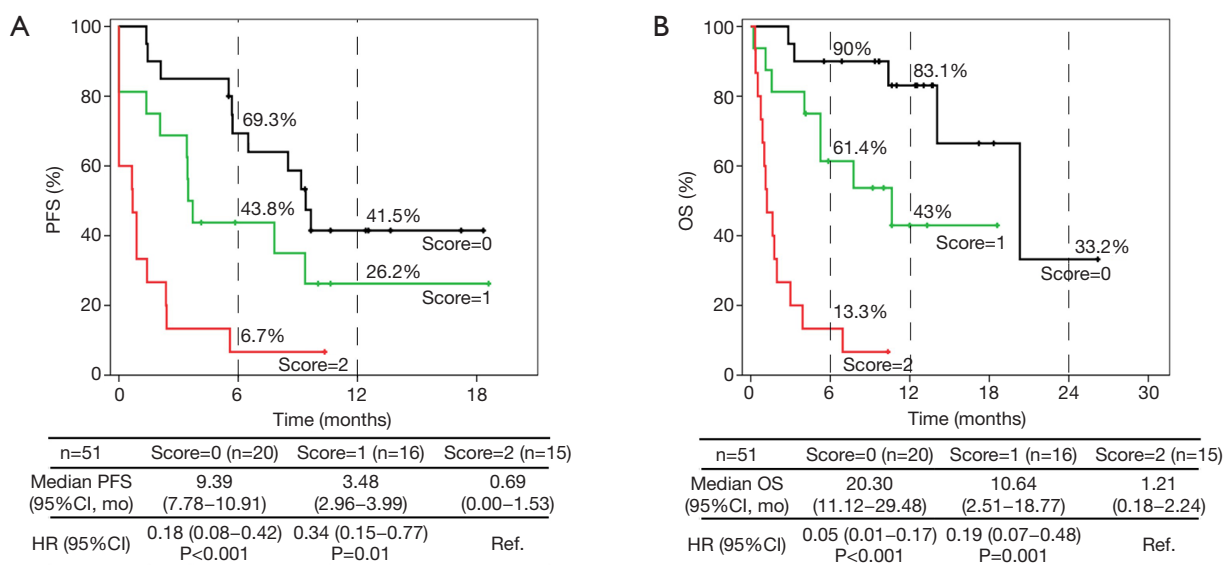 A
100
80
60
40
20
0
PFS (%)
69.3%
43.8%
41.5%
Score=0
26.2%
Score=1
6.7%
Score=2
0 6 12 18
Time (months)
n=51 Score=0 (n=20) Score=1 (n=16) Score=2 (n=15)
Median PFS 9.39 3.48 0.69
(95%CI, mo) (7.78–10.91) (2.96–3.99) (0.00–1.53)
HR (95%CI) 0.18 (0.08–0.42) 0.34 (0.15–0.77) Ref.
P<0.001 P=0.01
B
100
80
60
40
20
0
OS (%)
90%
83.1%
61.4%
43%
Score=1
33.2%
Score=0
13.3%
Score=2
0 6 12 18 24 30
Time (months)
n=51 Score=0 (n=20) Score=1 (n=16) Score=2 (n=15)
Median OS 20.30 10.64 1.21
(95%CI, mo) (11.12–29.48) (2.51–18.77) (0.18–2.24)
HR (95%CI) 0.05 (0.01–0.17) 0.19 (0.07–0.48) Ref.
P<0.001 P=0.001